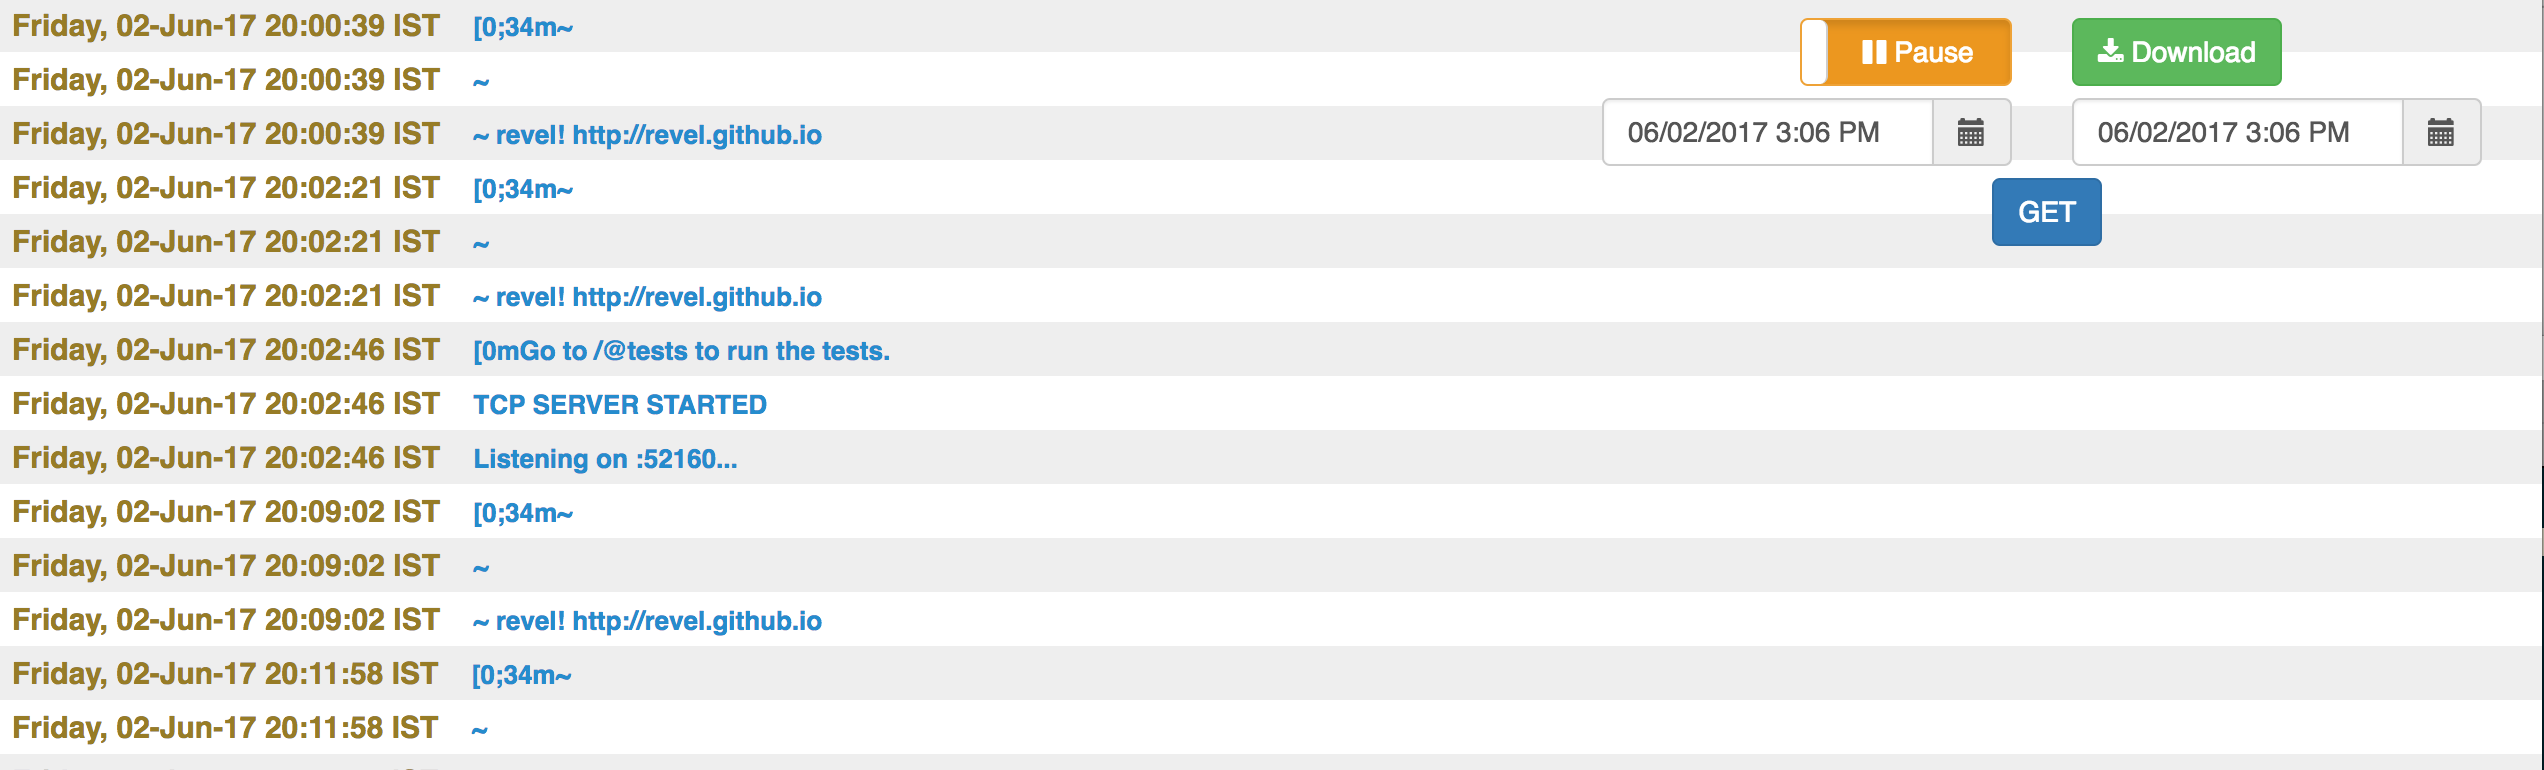 Friday, 02-Jun-17 20:00:39 IST [0;34m~
Friday, 02-Jun-17 20:00:39 IST ~
Friday, 02-Jun-17 20:00:39 IST ~ revel! http://revel.github.io
Friday, 02-Jun-17 20:02:21 IST [0;34m~
Friday, 02-Jun-17 20:02:21 IST ~
Friday, 02-Jun-17 20:02:21 IST ~ revel! http://revel.github.io
Friday, 02-Jun-17 20:02:46 IST [0mGo to /@tests to run the tests.
Friday, 02-Jun-17 20:02:46 IST TCP SERVER STARTED
Friday, 02-Jun-17 20:02:46 IST Listening on :52160...
Friday, 02-Jun-17 20:09:02 IST [0;34m~
Friday, 02-Jun-17 20:09:02 IST ~
Friday, 02-Jun-17 20:09:02 IST ~ revel! http://revel.github.io
Friday, 02-Jun-17 20:11:58 IST [0;34m~
Friday, 02-Jun-17 20:11:58 IST ~
Pause Download
06/02/2017 3:06 PM 06/02/2017 3:06 PM
GET